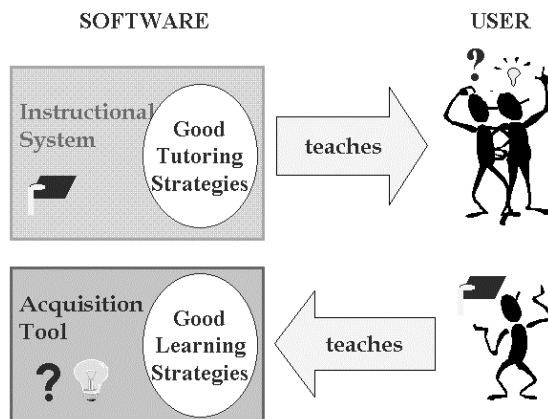 SOFTWARE
USER
Instructional
System
Good
Tutoring
Strategies
teaches
?
Acquisition
Tool
?
Good
Learning
Strategies
teaches